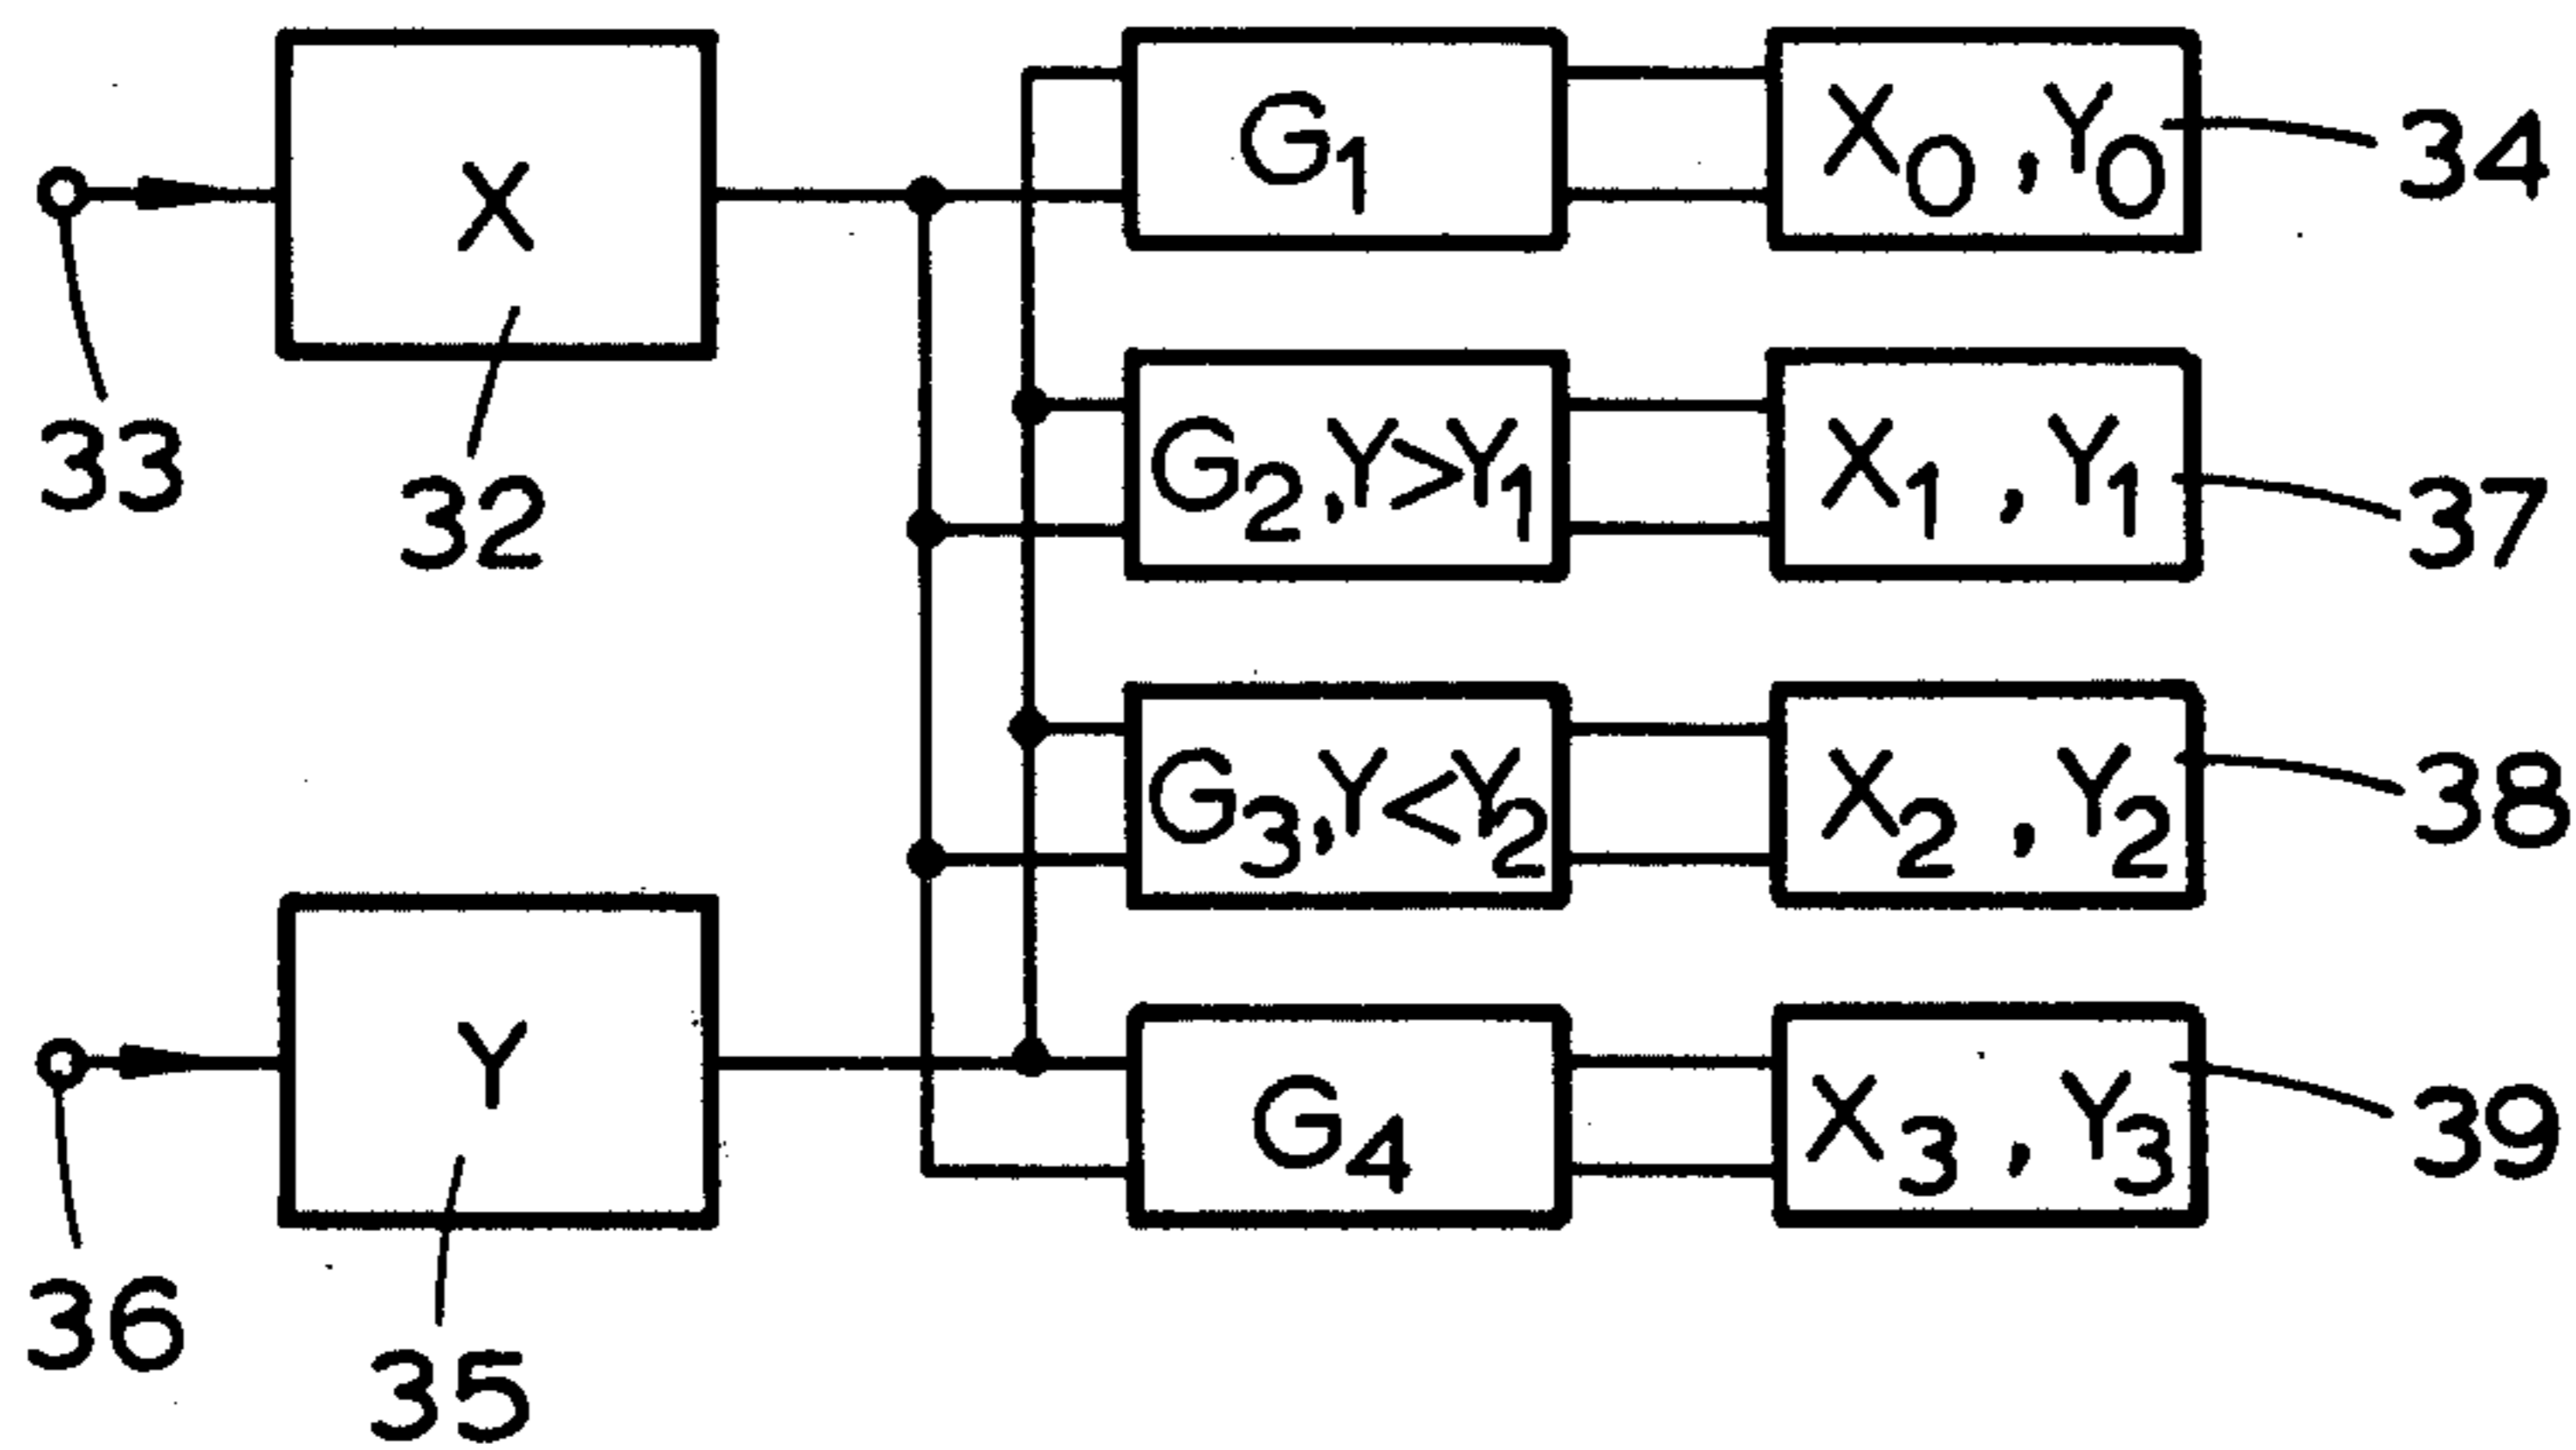 X
33
32
G1
X0, Y0
34
G2, Y>Y1
X1, Y1
37
G3, Y<Y2
X2, Y2
38
Y
36
35
G4
X3, Y3
39